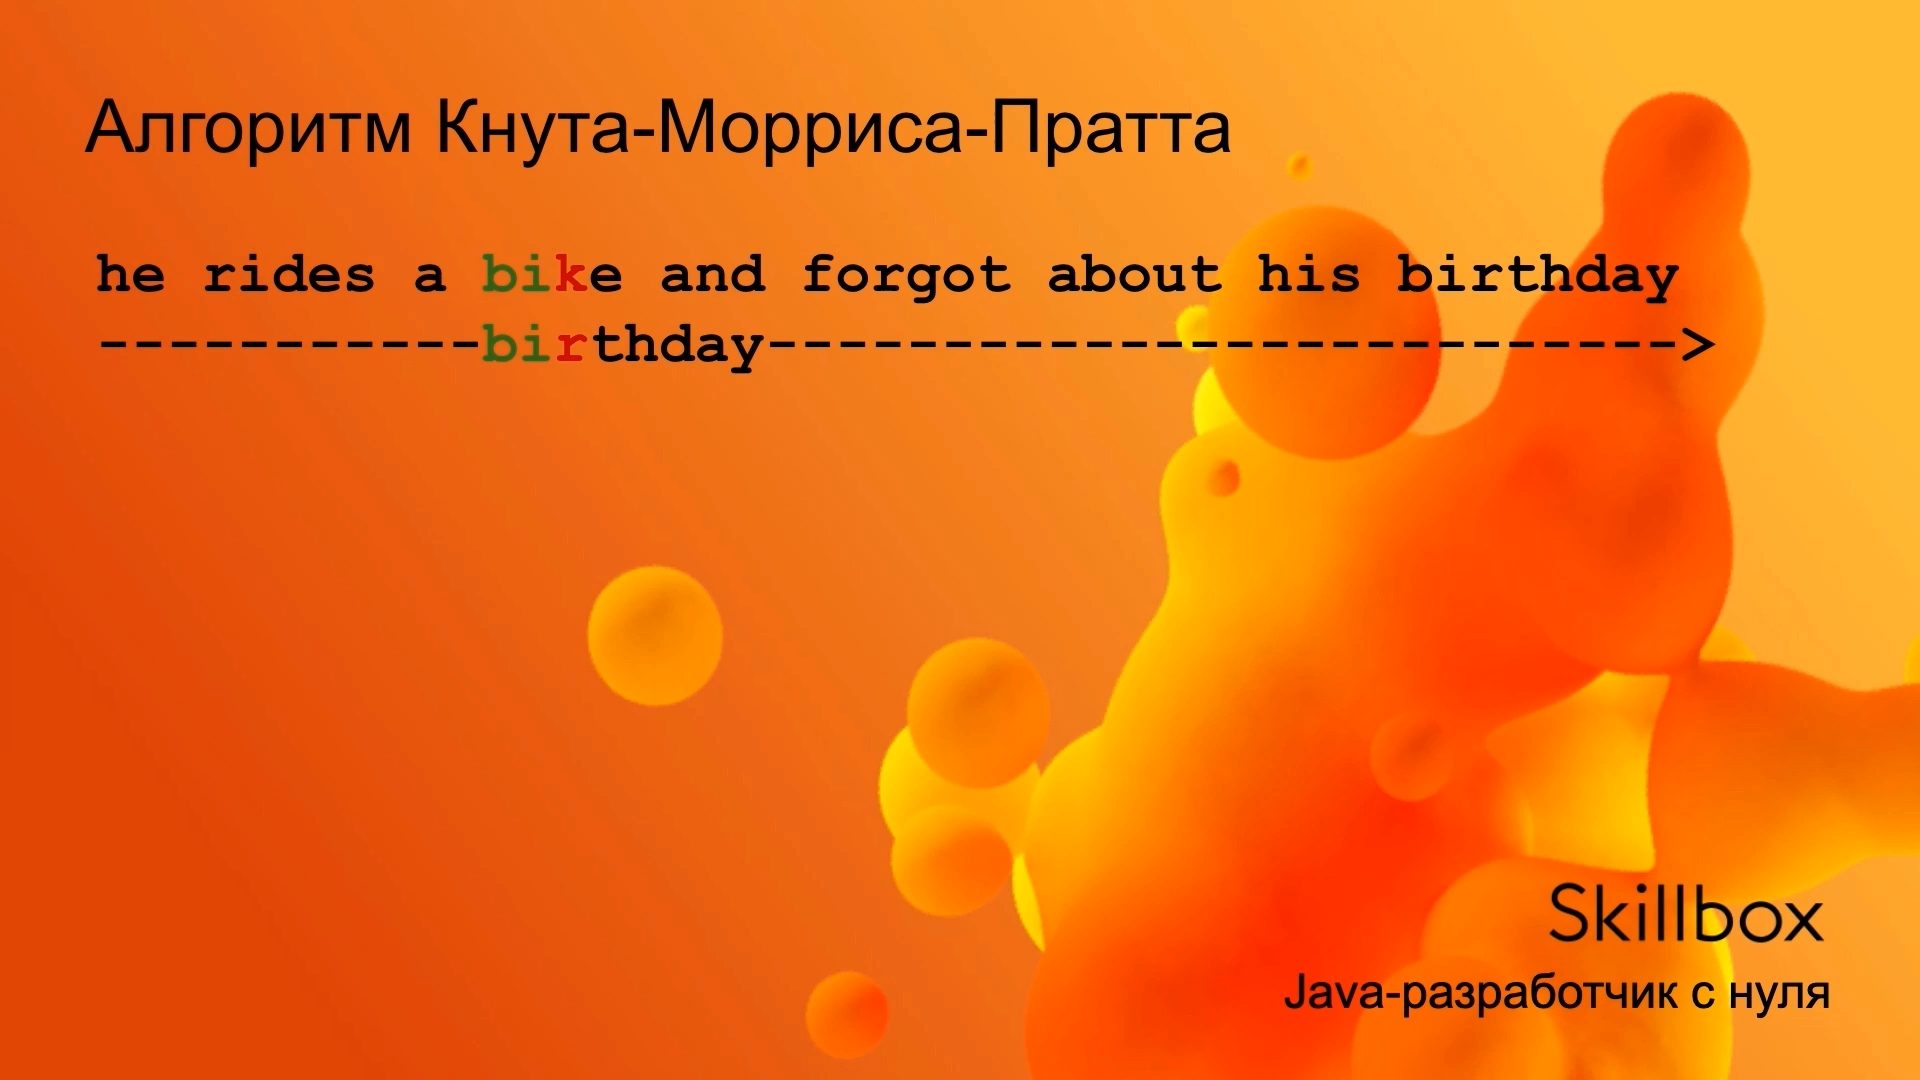 Алгоритм Кнута-Морриса-Пратта
he rides a bike and forgot about his birthday
-----------birthday-------------------------->
Skillbox
Java-разработчик с нуля